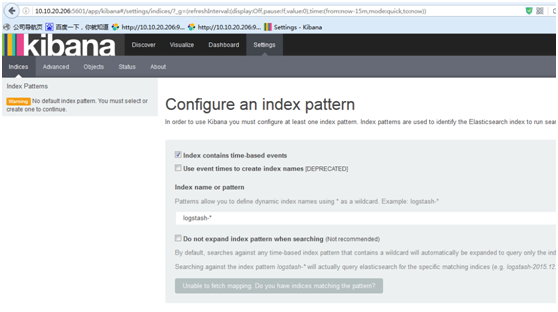 10.10.20.206:5601/app/kibana#/settings/indices/?_g=(refreshInterval:(display:Off,pause:!f,value:0),time:(from:now-15m,mode:quick,to:now))
公司导航页 百度一下，你就知道 http://10.10.20.206:9... http://10.10.20.206:9... Settings - Kibana
kibana Discover Visualize Dashboard Settings
Indices Advanced Objects Status About
Index Patterns
Warning No default index pattern. You must select or create one to continue.
Configure an index pattern
In order to use Kibana you must configure at least one index pattern. Index patterns are used to identify the Elasticsearch index to run
Index contains time-based events
Use event times to create index names [DEPRECATED]
Index name or pattern
Patterns allow you to define dynamic index names using * as a wildcard. Example: logstash-*
logstash-*
Do not expand index pattern when searching (Not recommended)
By default, searches against any time-based index pattern that contains a wildcard will automatically be expanded to query only the
Searching against the index pattern logstash-* will actually query elasticsearch for the specific matching indices (e.g. logstash-2015.12
Unable to fetch mapping. Do you have indices matching the pattern?